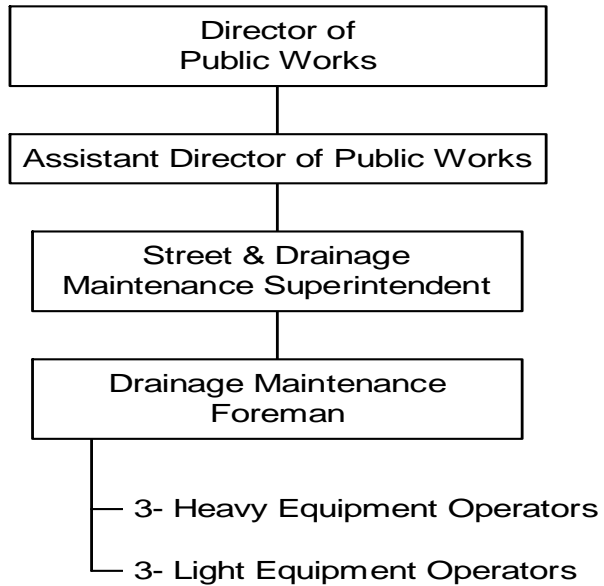 Director of
Public Works
Assistant Director of Public Works
Street & Drainage
Maintenance Superintendent
Drainage Maintenance
Foreman
3- Heavy Equipment Operators
3- Light Equipment Operators